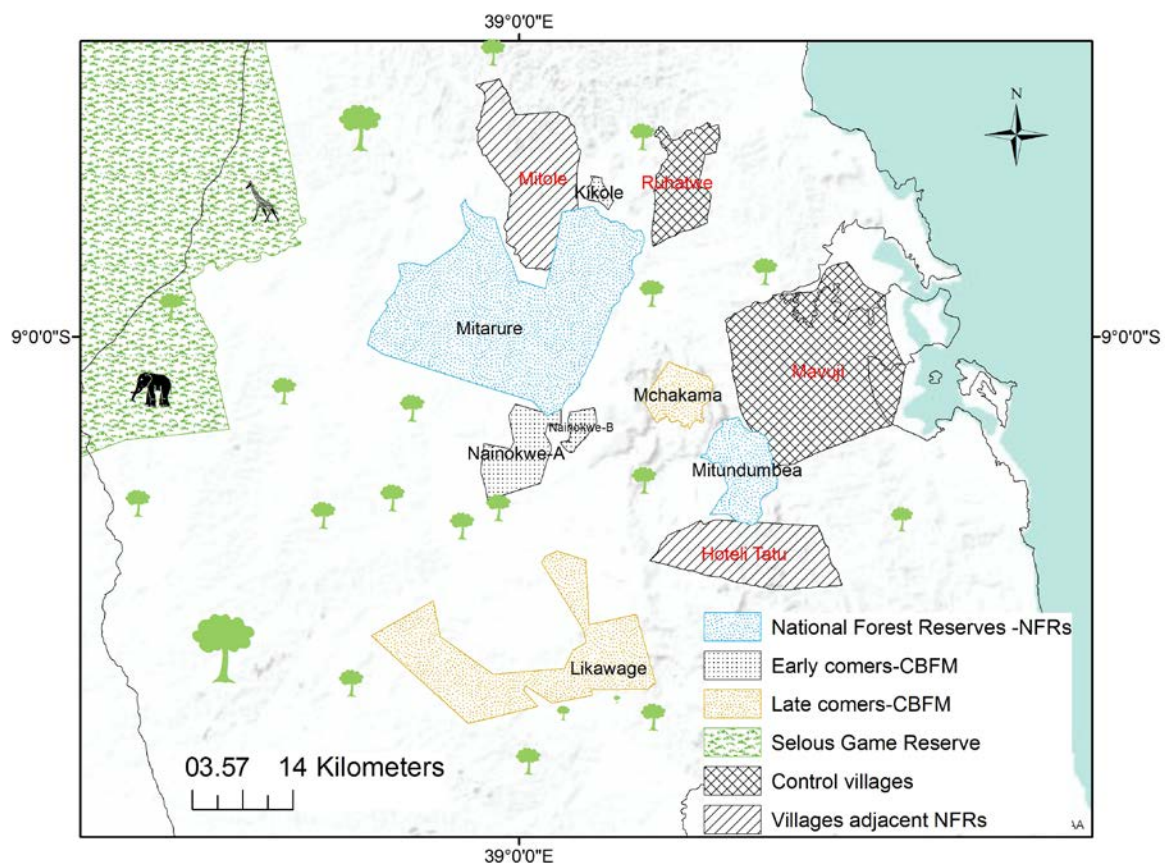 39°0'0"E
N
Mitole
Kikole
Ruhatwe
Mitarure
9°0'0"S
9°0'0"S
Mavuji
Mchakama
Nainokwe-B
Nainokwe-A
Mitundumbea
Hoteli Tatu
Likawage
National Forest Reserves -NFRs
Early comers-CBFM
Late comers-CBFM
Selous Game Reserve
Control villages
Villages adjacent NFRs
03.57 14 Kilometers
39°0'0"E